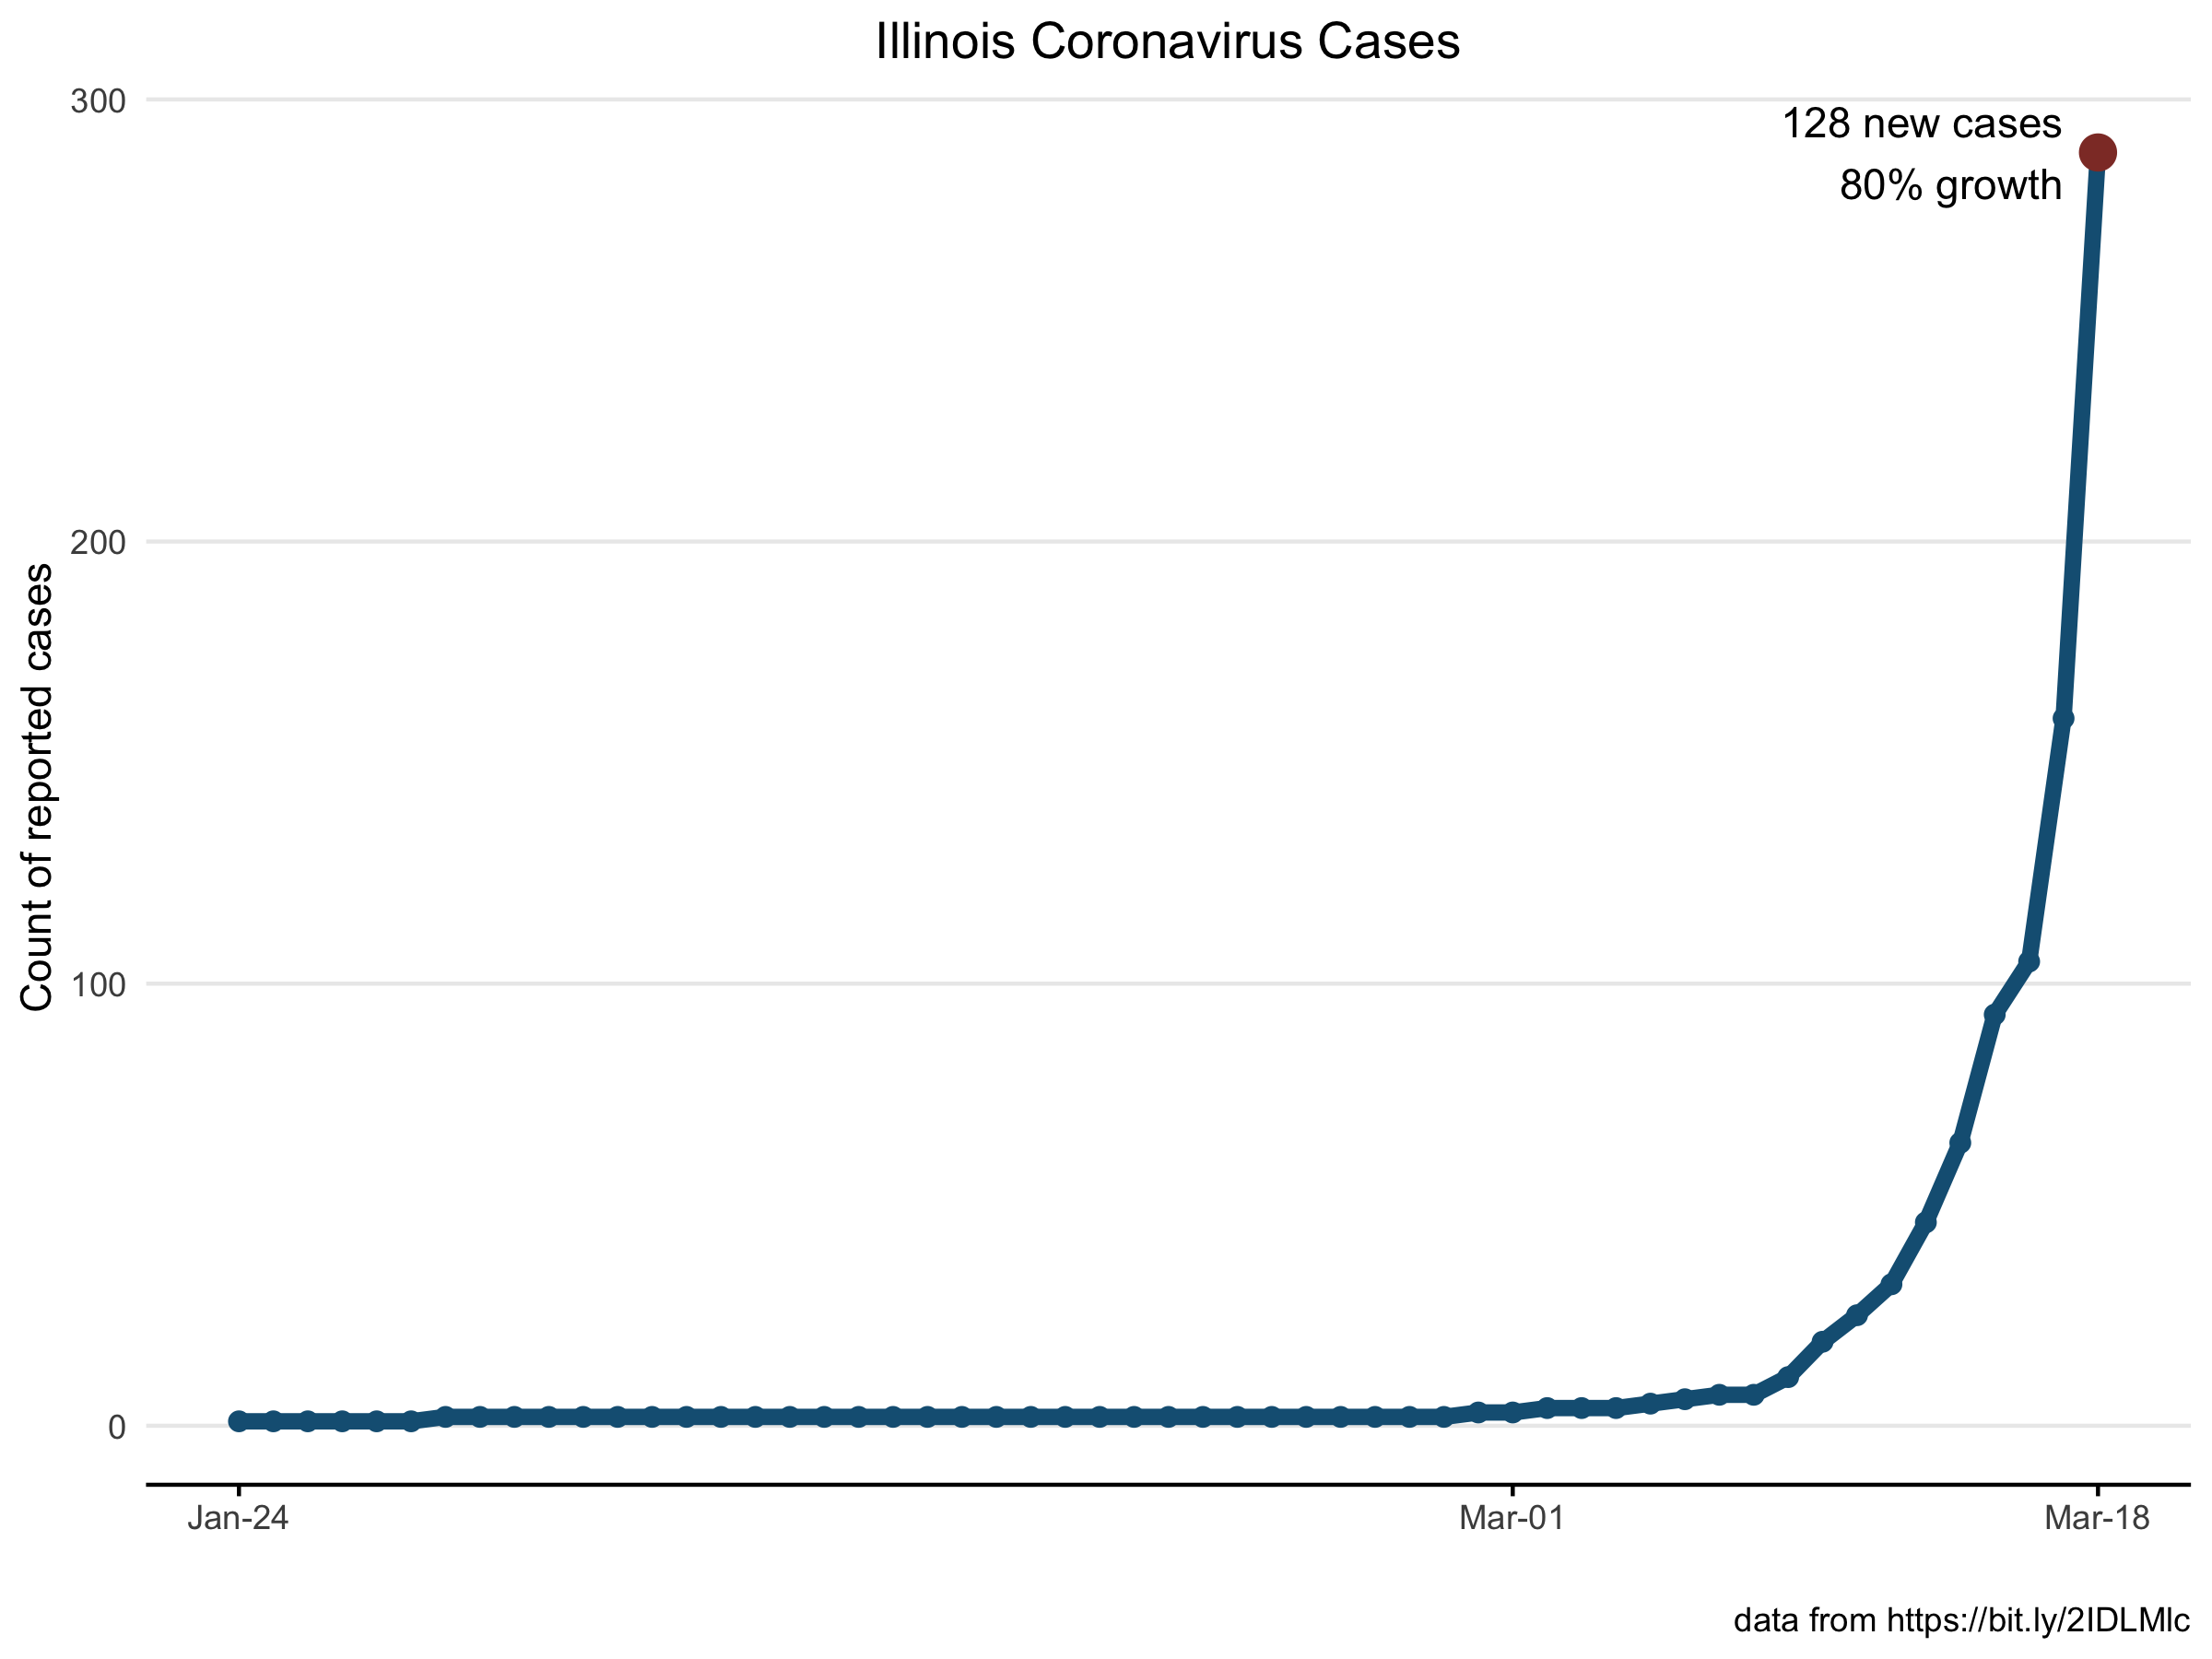 Illinois Coronavirus Cases
300
128 new cases
80% growth
200
Count of reported cases
100
0
Jan-24
Mar-01
Mar-18
data from https://bit.ly/2IDLMlc